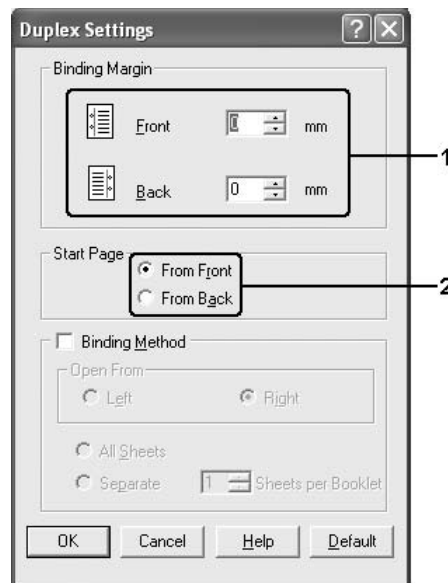 Duplex Settings
Binding Margin
Front 0 mm
1
Back 0 mm
Start Page
From Front
2
From Back
Binding Method
Open From
Left Right
All Sheets
Separate 1 Sheets per Booklet
OK Cancel Help Default